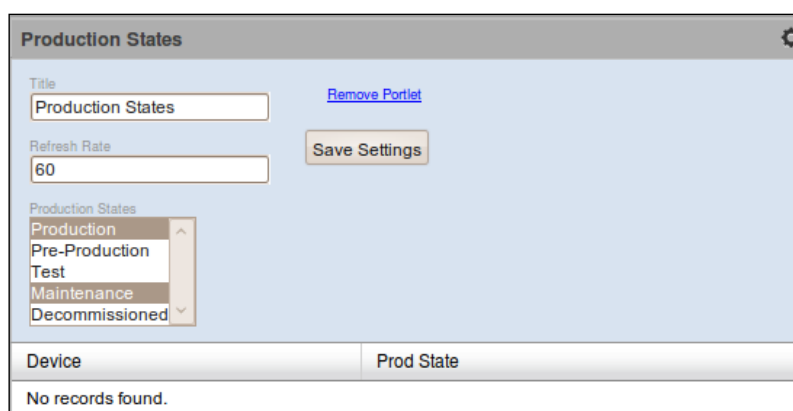 Production States
Title
Production States
Remove Portlet
Refresh Rate
Save Settings
60
Production States
Production
Pre-Production
Test
Maintenance
Decommissioned
Device Prod State
No records found.